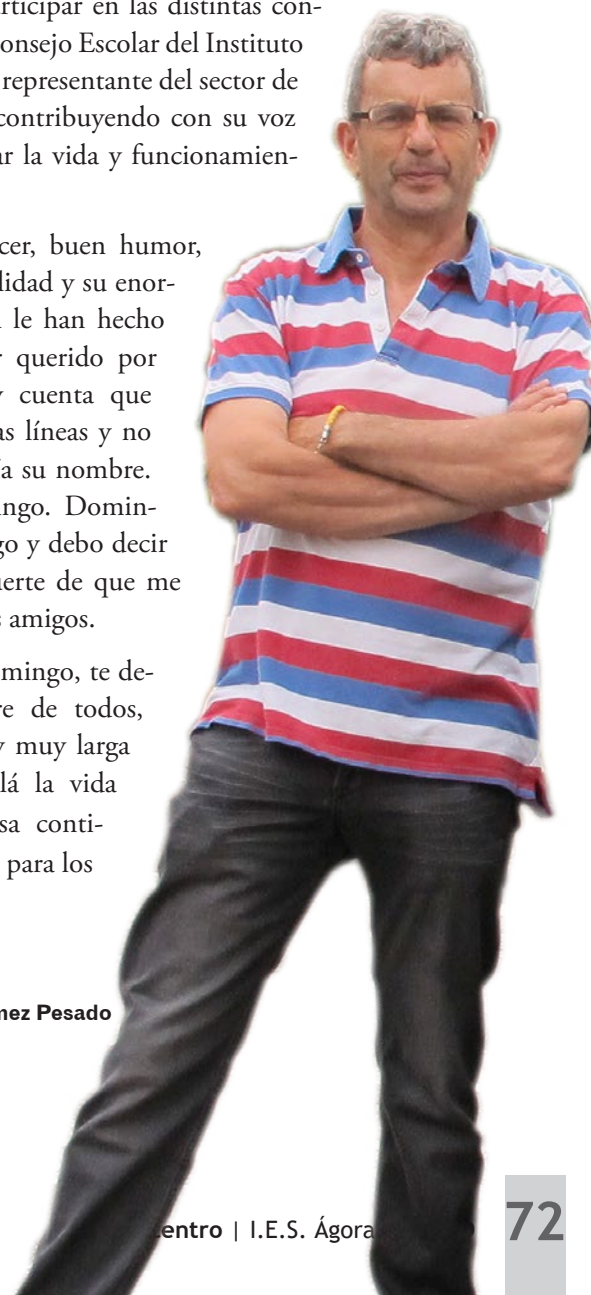 rticipar en las distintas con-
onsejo Escolar del Instituto
representante del sector de
contribuyendo con su voz
ar la vida y funcionamien-
cer, buen humor,
lidad y su enor-
le han hecho
querido por
cuenta que
as líneas y no
ía su nombre.
ingo. Domin-
go y debo decir
uerte de que me
s amigos.
mingo, te de-
re de todos,
y muy larga
lá la vida
sa conti-
para los
mez Pesado
entro | I.E.S. Ágora
72